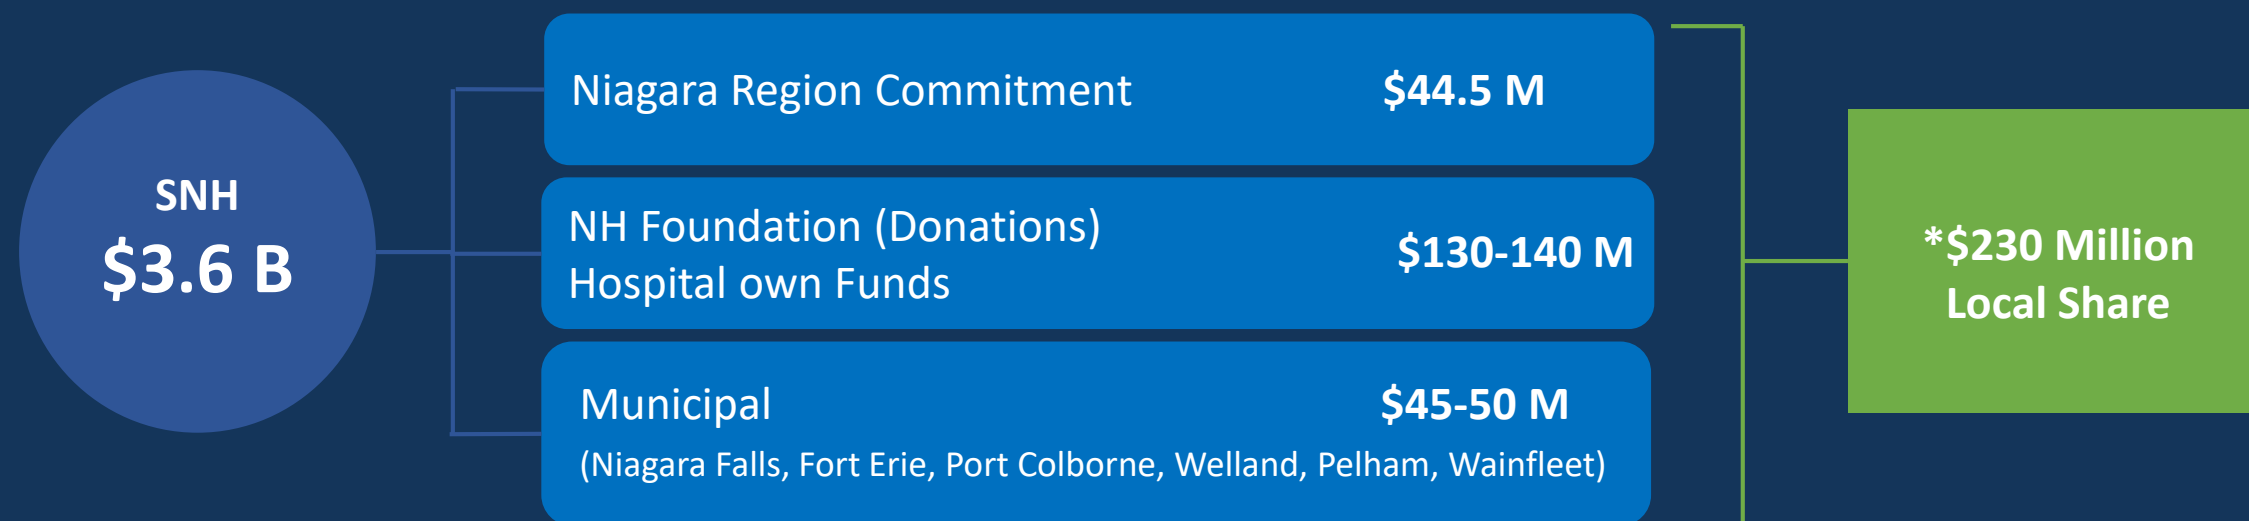 SNH
$3.6 B
Niagara Region Commitment $44.5 M
NH Foundation (Donations)
Hospital own Funds
$130-140 M
Municipal $45-50 M
(Niagara Falls, Fort Erie, Port Colborne, Welland, Pelham, Wainfleet)
*$230 Million
Local Share